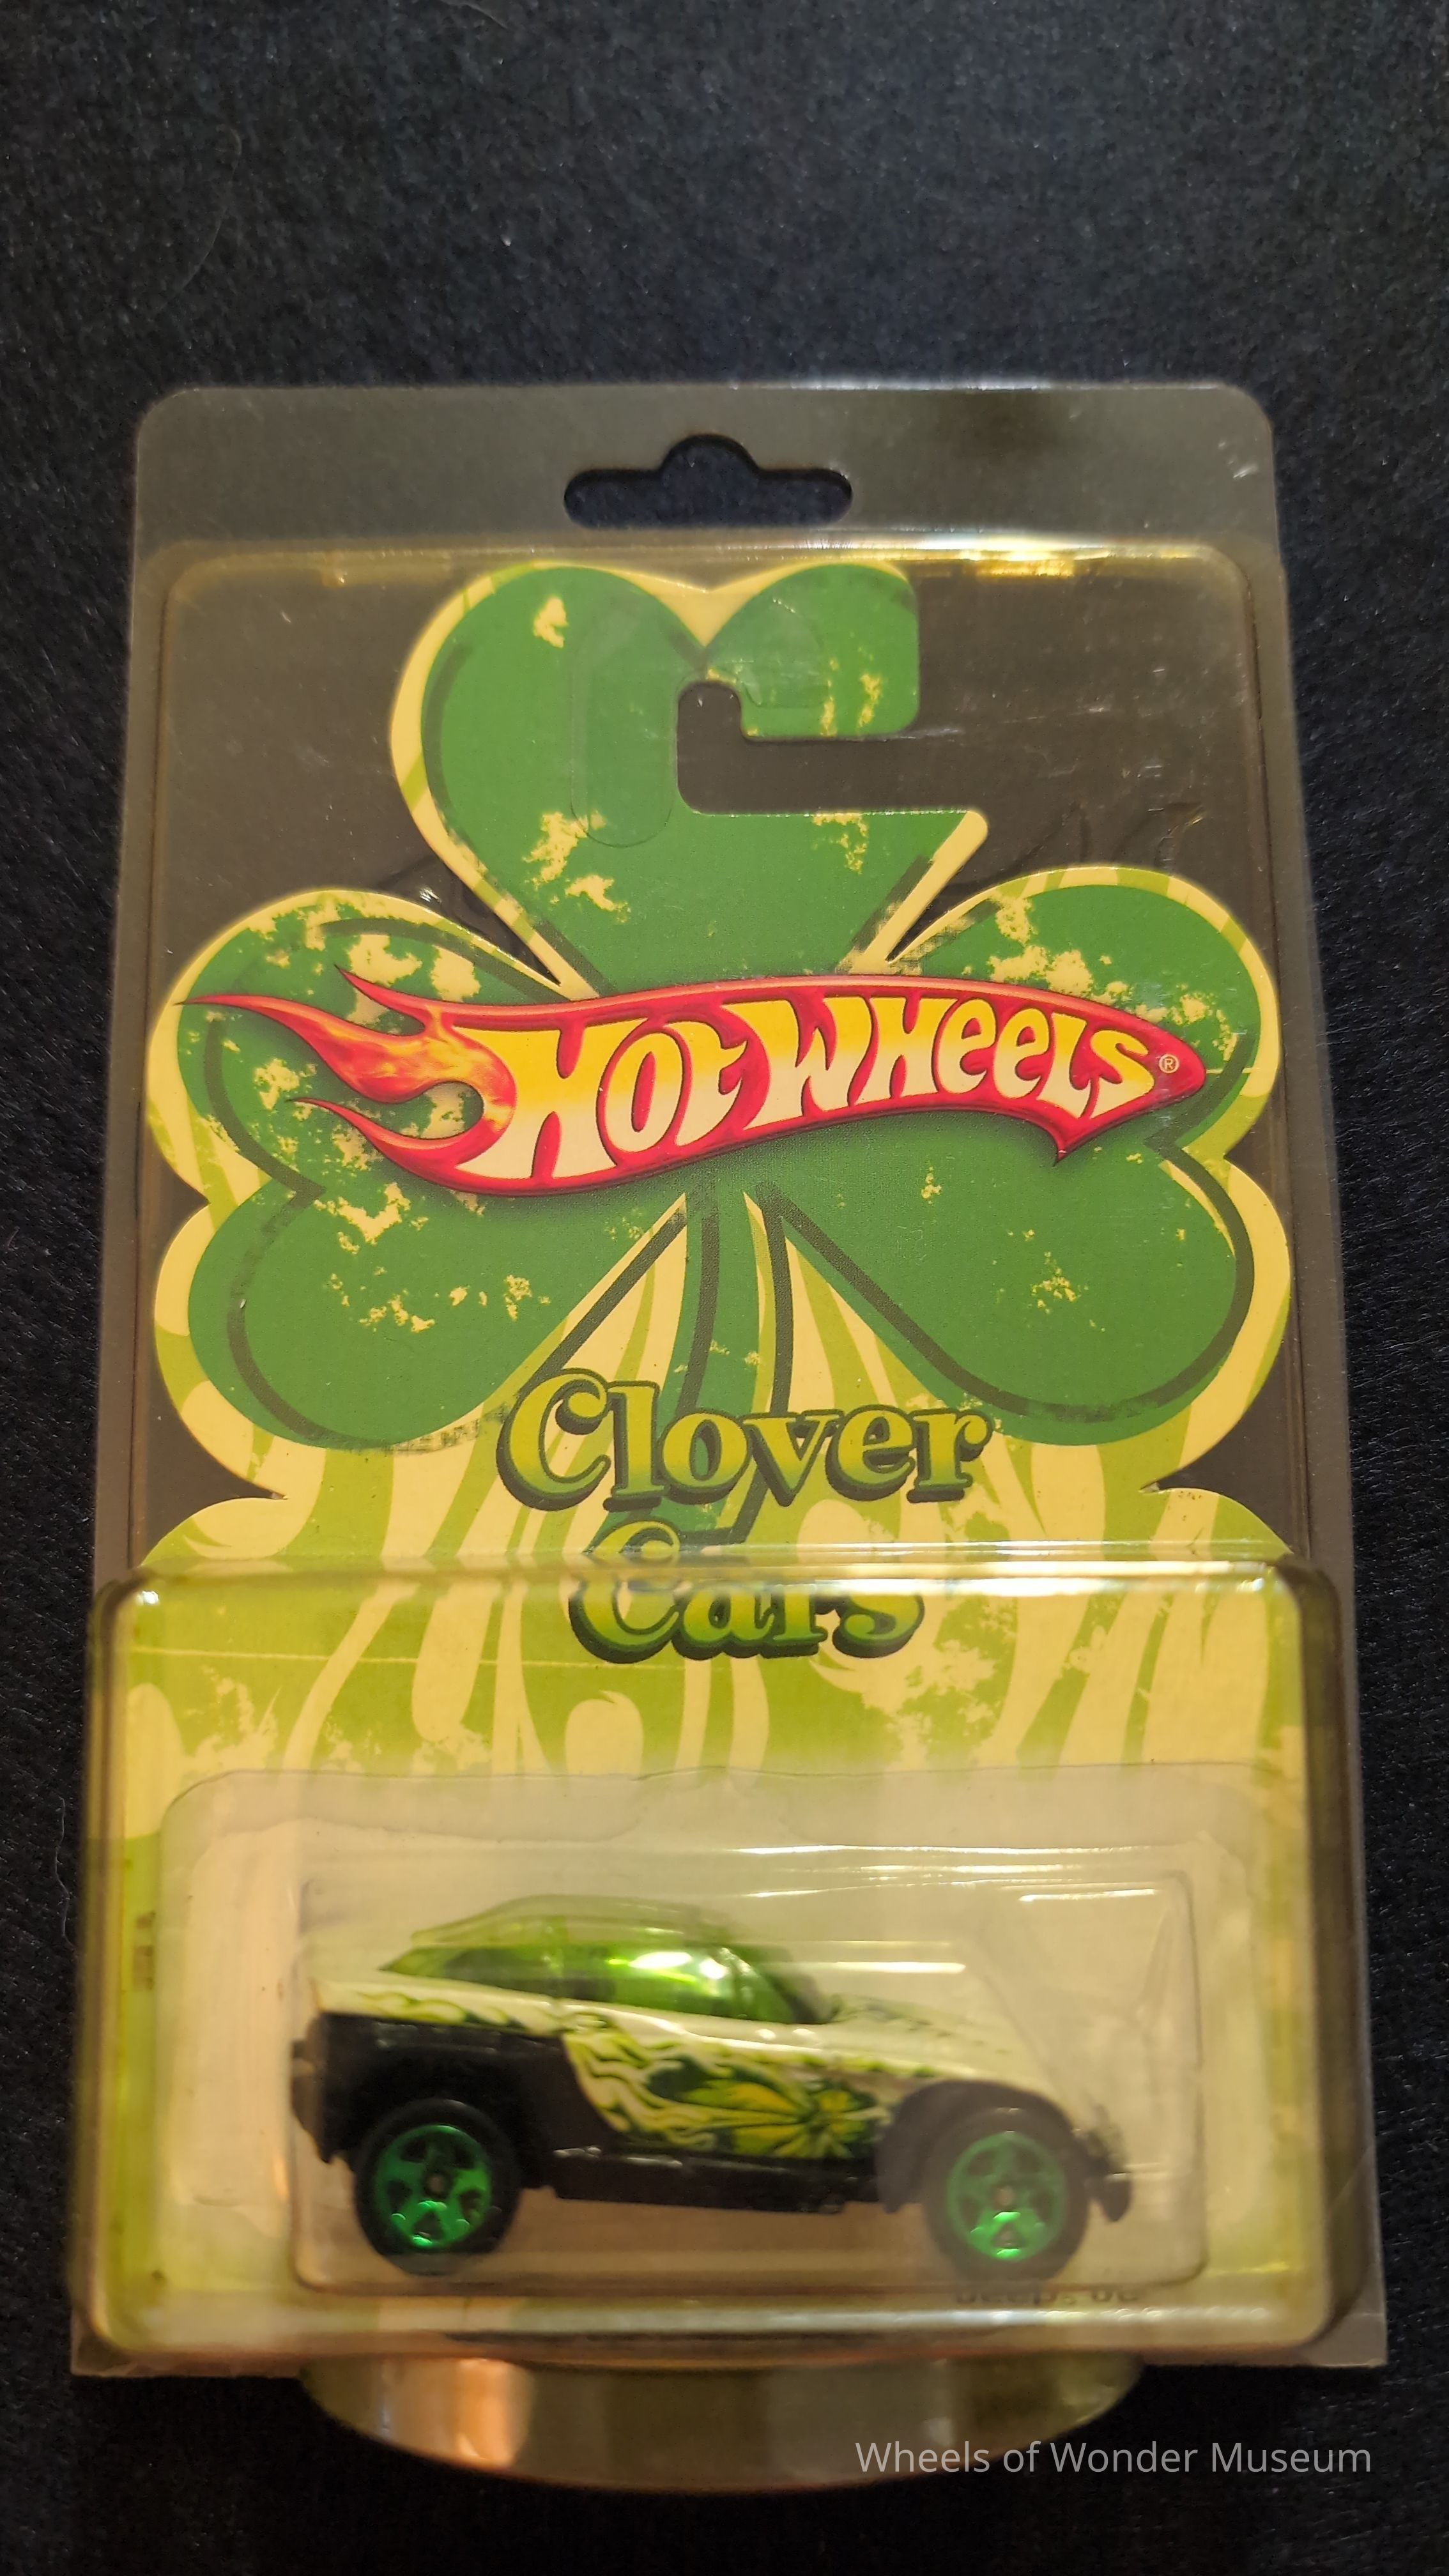 HOT WHEELS®
Clover
Cars
Wheels of Wonder Museum